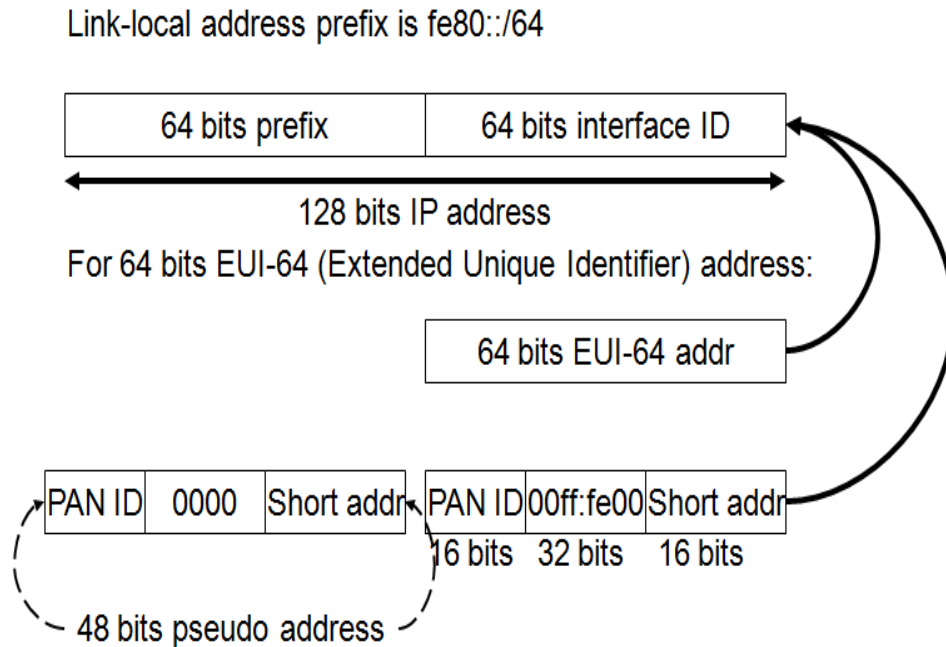 Link-local address prefix is fe80::/64
64 bits prefix 64 bits interface ID
128 bits IP address
For 64 bits EUI-64 (Extended Unique Identifier) address:
64 bits EUI-64 addr
PAN ID 0000 Short addr PAN ID 00ff:fe00 Short addr
16 bits 32 bits 16 bits
48 bits pseudo address